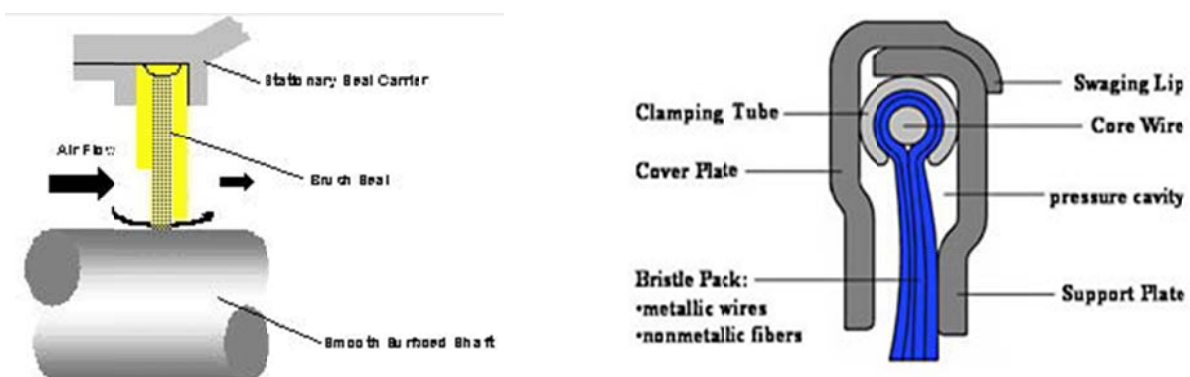 Stationary Seal Carrier
Air Flow
Brush Seal
Smooth Surfaced Shaft
Clamping Tube
Cover Plate
Bristle Pack:
•metallic wires
•nonmetallic fibers
Swaging Lip
Core Wire
pressure cavity
Support Plate